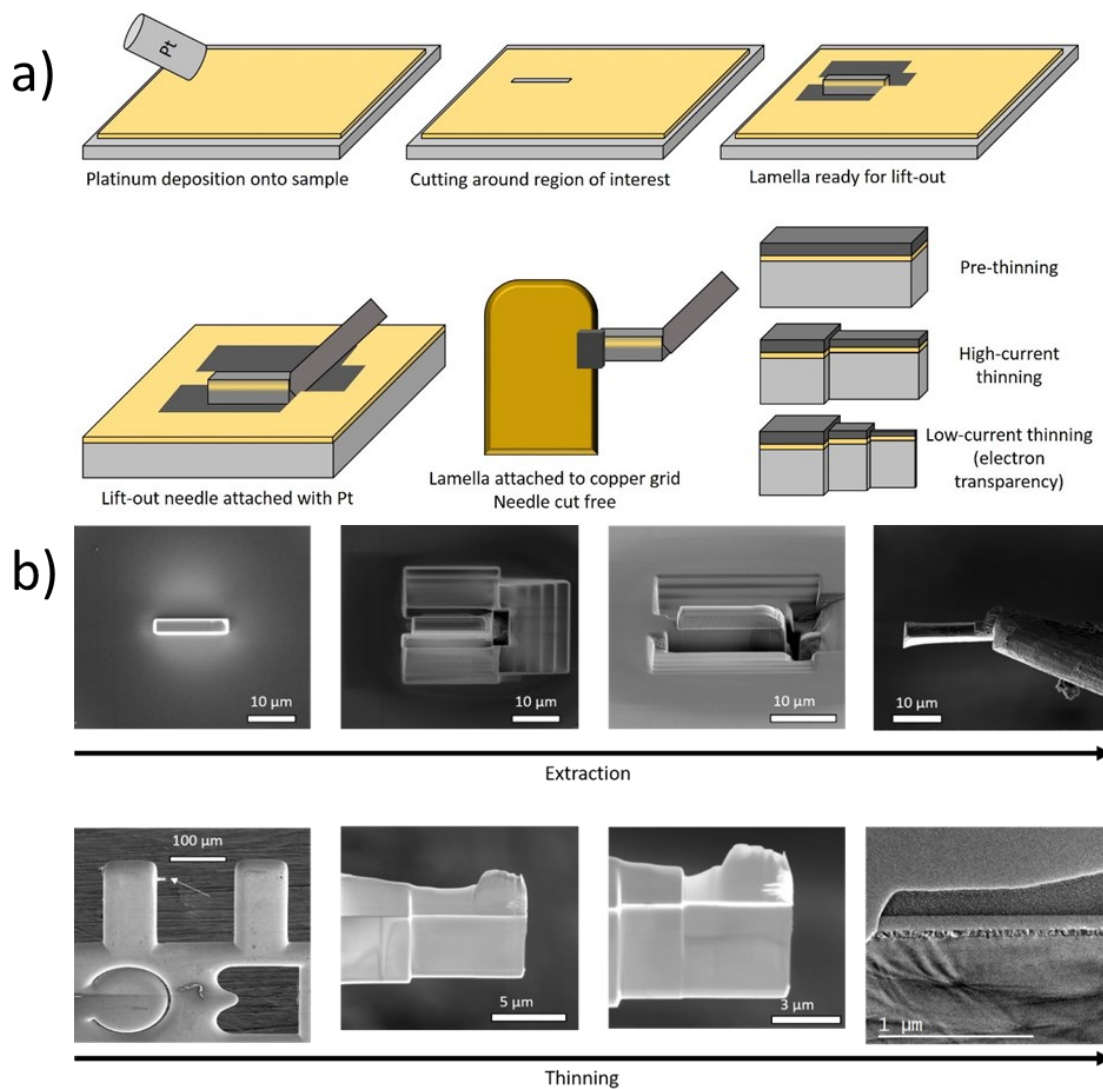 a)
Pt
Platinum deposition onto sample
Cutting around region of interest
Lamella ready for lift-out
Lift-out needle attached with Pt
Lamella attached to copper grid
Needle cut free
Pre-thinning
High-current
thinning
Low-current thinning
(electron
transparency)
b)
10 µm
10 µm
10 µm
10 µm
Extraction
100 µm
5 µm
3 µm
1 µm
Thinning